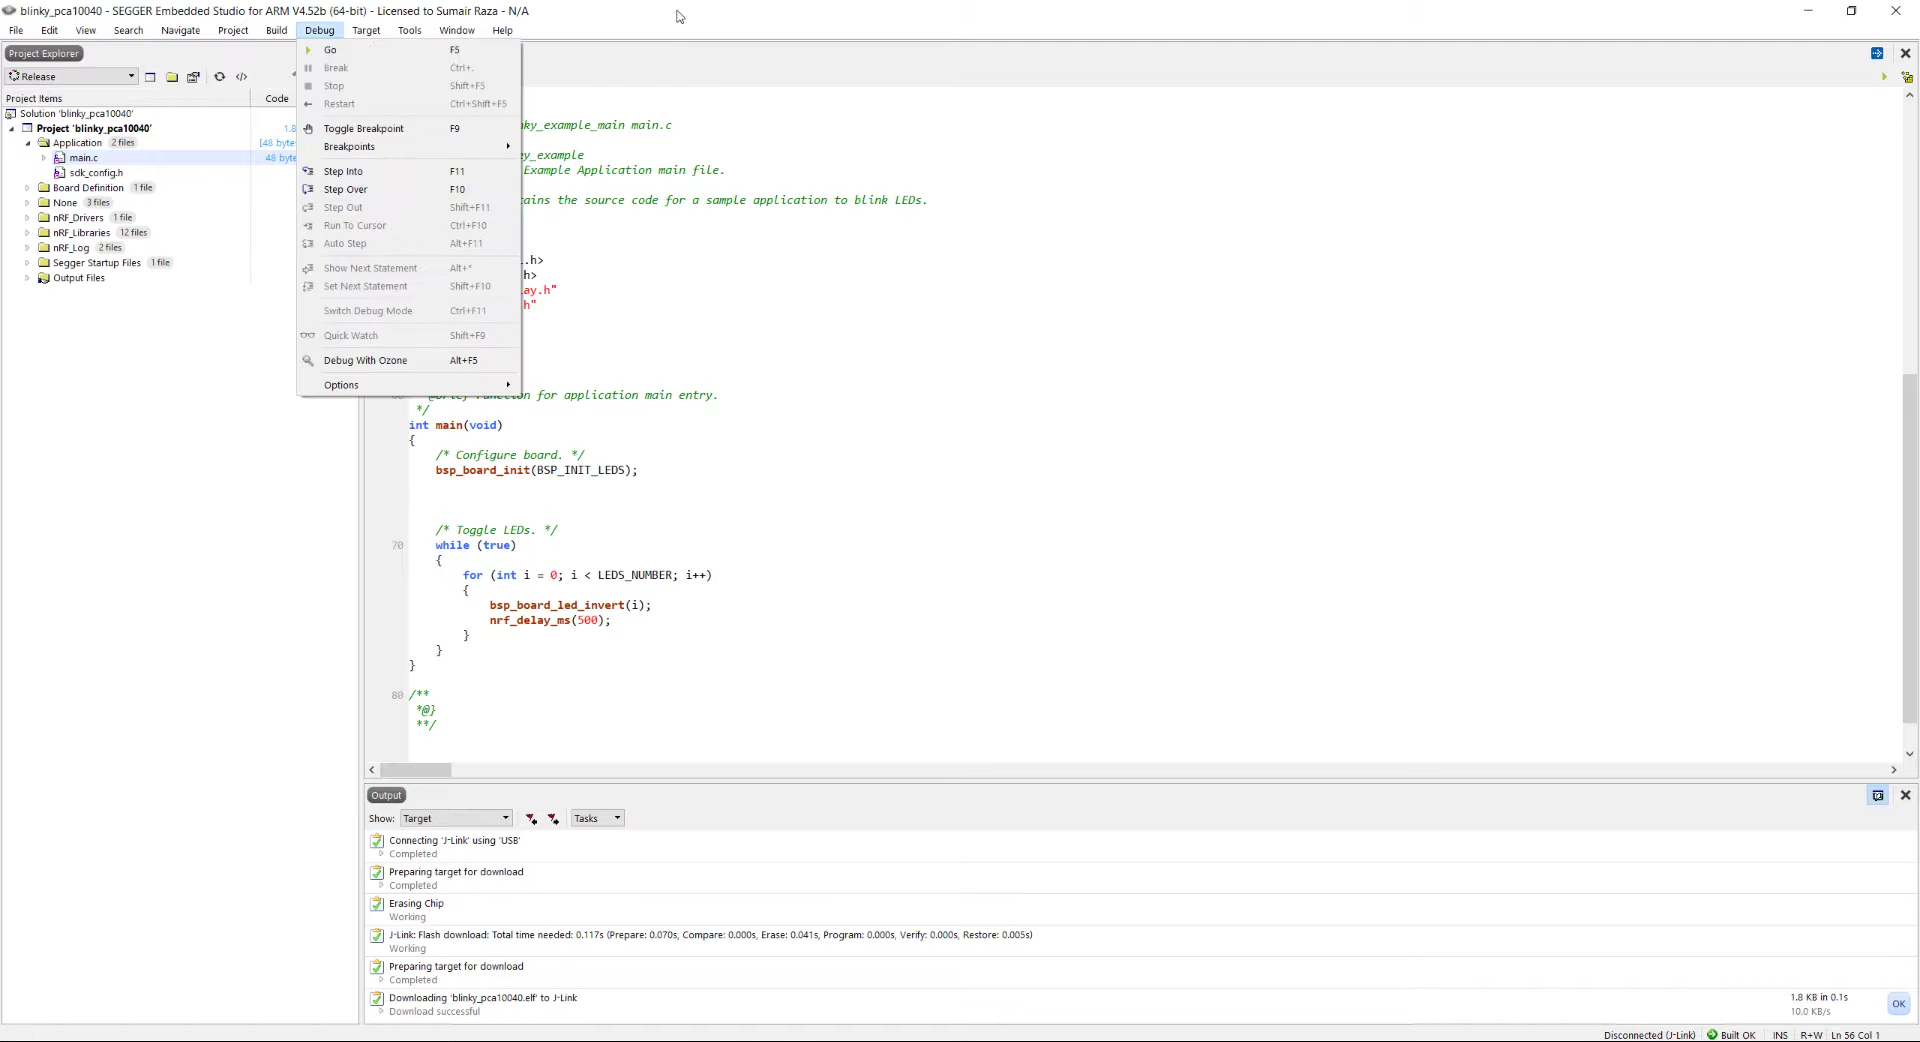 blinky_pca10040 - SEGGER Embedded Studio for ARM V4.52b (64-bit) - Licensed to Sumair Raza - N/A
File Edit View Search Navigate Project Build Debug Target Tools Window Help
Project Explorer
Release
Project Items Code
Solution 'blinky_pca10040'
Project 'blinky_pca10040' 1.8
Application 2 files [48 byte
main.c 48 byte
sdk_config.h
Board Definition 1 file
None 3 files
nRF_Drivers 1 file
nRF_Libraries 12 files
nRF_Log 2 files
Segger Startup Files 1 file
Output Files
Go F5
Break Ctrl+.
Stop Shift+F5
Restart Ctrl+Shift+F5
Toggle Breakpoint F9
Breakpoints
Step Into F11
Step Over F10
Step Out Shift+F11
Run To Cursor Ctrl+F10
Auto Step Alt+F11
Show Next Statement Alt+*
Set Next Statement Shift+F10
Switch Debug Mode Ctrl+F11
Quick Watch Shift+F9
Debug With Ozone Alt+F5
Options
ky_example_main main.c
y_example
Example Application main file.
tains the source code for a sample application to blink LEDs.
.h>
h>
ay.h"
h"
@brief Function for application main entry.
*/
int main(void)
{
/* Configure board. */
bsp_board_init(BSP_INIT_LEDS);
/* Toggle LEDs. */
70 while (true)
{
for (int i = 0; i < LEDS_NUMBER; i++)
{
bsp_board_led_invert(i);
nrf_delay_ms(500);
}
}
}
80 /**
*@}
**/
Output
Show: Target Tasks
Connecting 'J-Link' using 'USB'
Completed
Preparing target for download
Completed
Erasing Chip
Working
J-Link: Flash download: Total time needed: 0.117s (Prepare: 0.070s, Compare: 0.000s, Erase: 0.041s, Program: 0.000s, Verify: 0.000s, Restore: 0.005s)
Working
Preparing target for download
Completed
Downloading 'blinky_pca10040.elf' to J-Link 1.8 KB in 0.1s
Download successful 10.0 KB/s
OK
Disconnected (J-Link) Built OK INS R+W Ln 56 Col 1